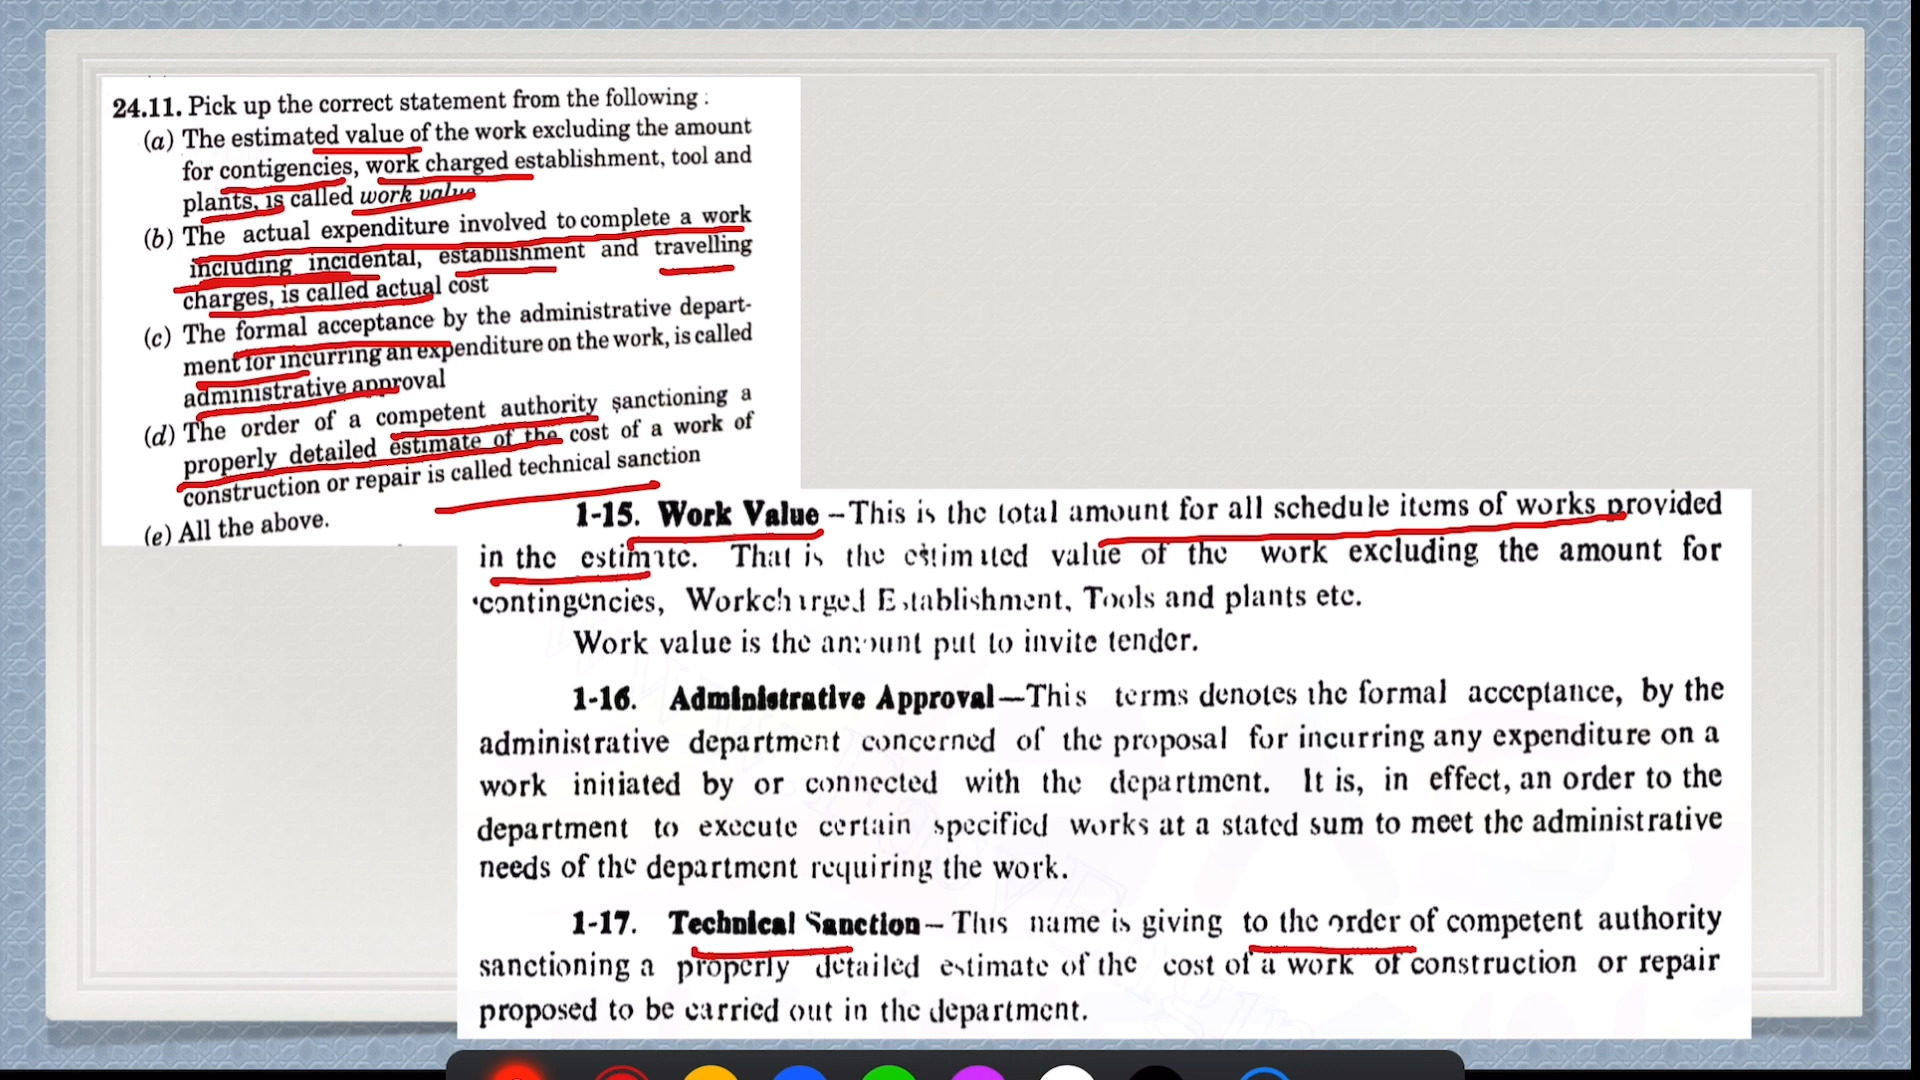 24.11. Pick up the correct statement from the following :
(a) The estimated value of the work excluding the amount
for contigencies, work charged establishment, tool and
plants, is called work value
(b) The actual expenditure involved to complete a work
including incidental, establishment and travelling
charges, is called actual cost
(c) The formal acceptance by the administrative depart-
ment for incurring an expenditure on the work, is called
administrative approval
(d) The order of a competent authority sanctioning a
properly detailed estimate of the cost of a work of
construction or repair is called technical sanction
(e) All the above.
1-15. Work Value – This is the total amount for all schedule items of works provided
in the estimate. That is the estimated value of the work excluding the amount for
contingencies, Workcharged Establishment, Tools and plants etc.
Work value is the amount put to invite tender.
1-16. Administrative Approval—This terms denotes the formal acceptance, by the
administrative department concerned of the proposal for incurring any expenditure on a
work initiated by or connected with the department. It is, in effect, an order to the
department to execute certain specified works at a stated sum to meet the administrative
needs of the department requiring the work.
1-17. Technical Sanction – This name is giving to the order of competent authority
sanctioning a properly detailed estimate of the cost of a work of construction or repair
proposed to be carried out in the department.